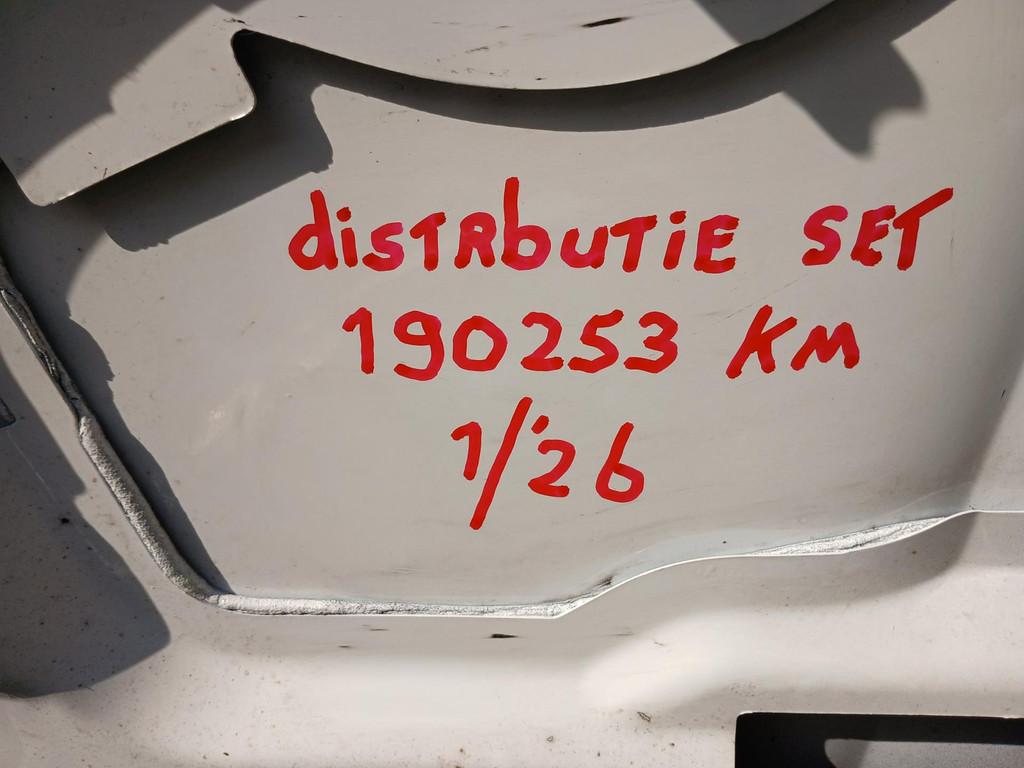 distRbuTiE SET
190253 KM
1/'26